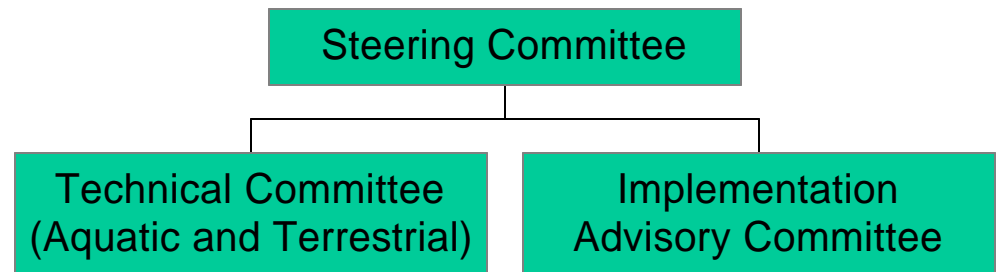 Steering Committee
Technical Committee
(Aquatic and Terrestrial)
Implementation
Advisory Committee